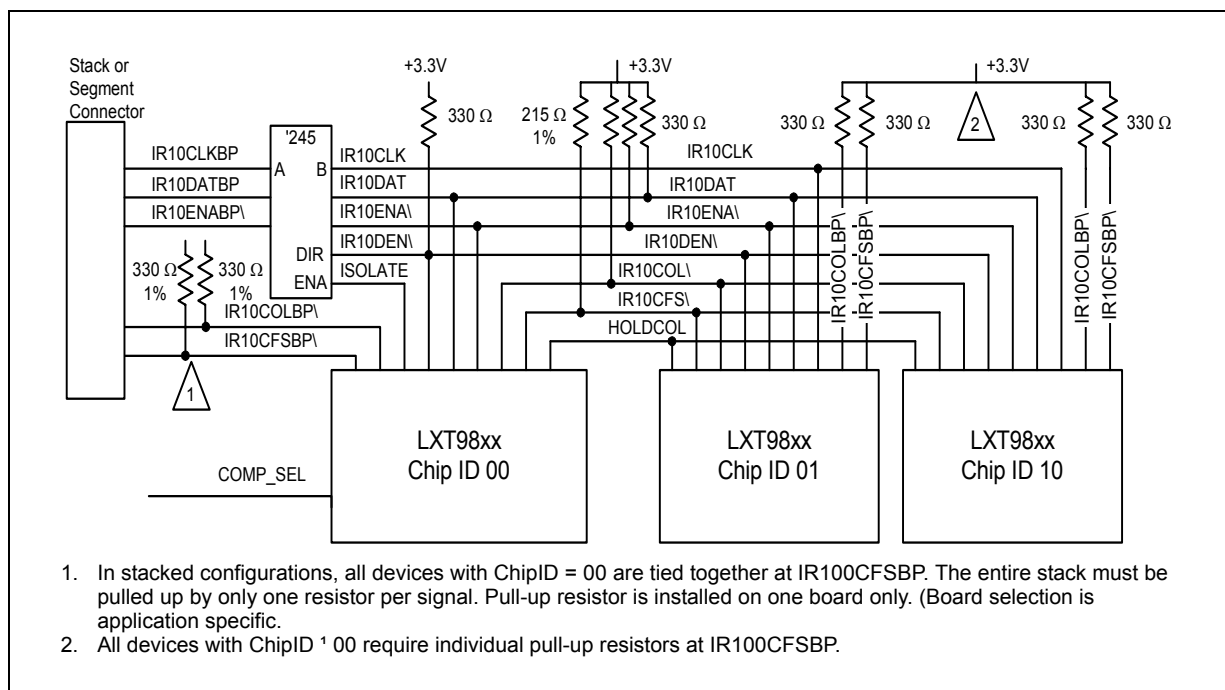 Stack or
Segment
Connector
+3.3V
+3.3V
+3.3V
330 Ω
215 Ω
1%
330 Ω
330 Ω
2
330 Ω
330 Ω
'245
IR10CLKBP
A
B
IR10CLK
IR10CLK
IR10DATBP
IR10DAT
IR10DAT
IR10ENABP\
IR10ENA\
IR10ENA\
DIR
IR10DEN\
IR10DEN\
ENA
ISOLATE
330 Ω
1%
330 Ω
1%
IR10COL\
IR10COLBP\
IR10CFS\
IR10CFSBP\
HOLDCOL
IR100COLBP\
IR100CFSBP\
IR100COLBP\
IR100CFSBP\
1
LXT98xx
Chip ID 00
LXT98xx
Chip ID 01
LXT98xx
Chip ID 10
COMP_SEL
1. In stacked configurations, all devices with ChipID = 00 are tied together at IR100CFSBP. The entire stack must be
pulled up by only one resistor per signal. Pull-up resistor is installed on one board only. (Board selection is
application specific.
2. All devices with ChipID ¹ 00 require individual pull-up resistors at IR100CFSBP.